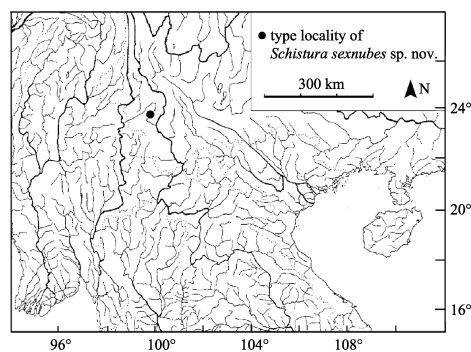 ● type locality of
Schistura sexnubes sp. nov.
300 km
N
24°
20°
16°
96° 100° 104° 108°